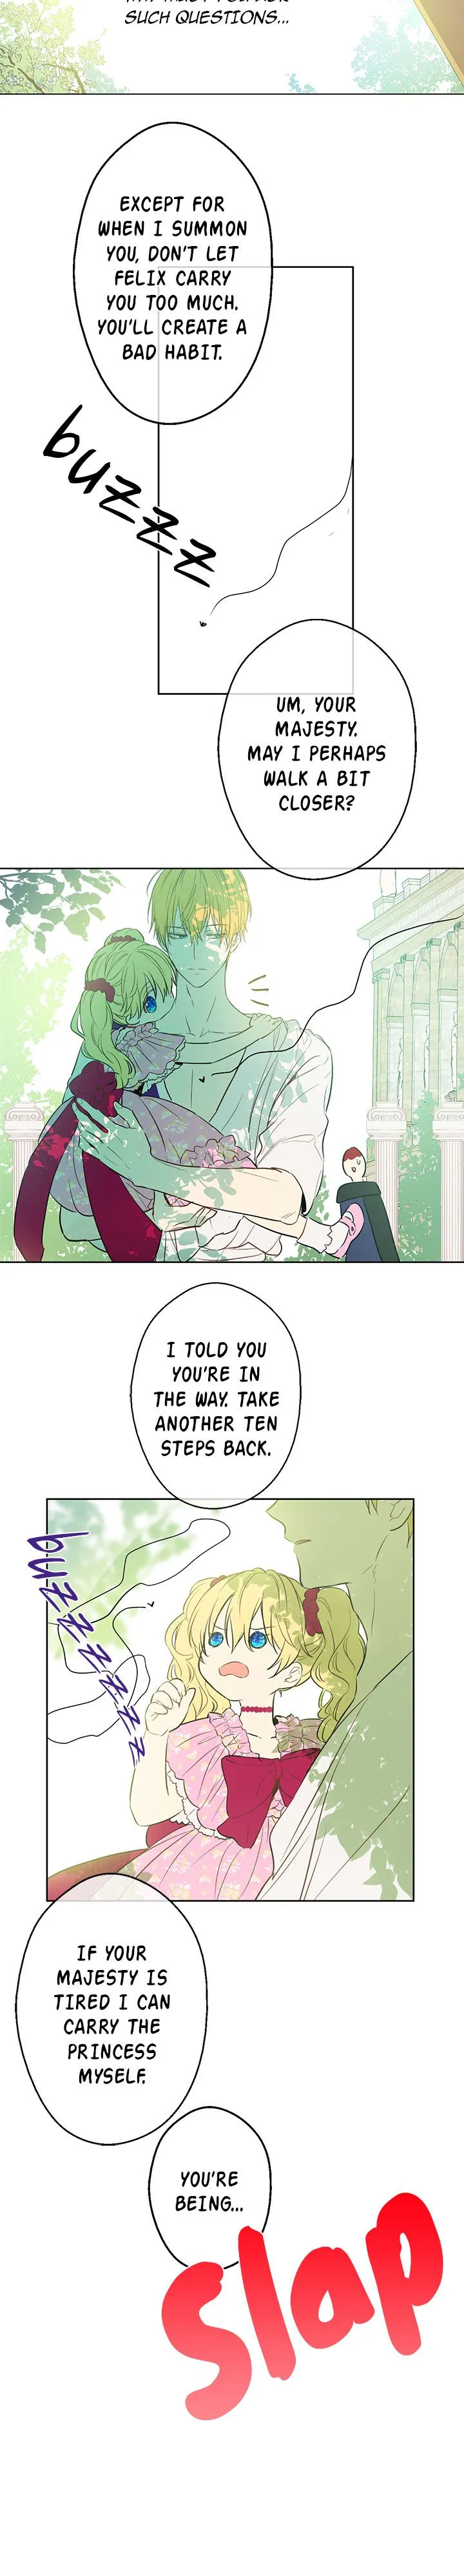 SUCH QUESTIONS...
EXCEPT FOR
WHEN I SUMMON
YOU, DON'T LET
FELIX CARRY
YOU TOO MUCH.
YOU'LL CREATE A
BAD HABIT.
buzzz
UM, YOUR
MAJESTY.
MAY I PERHAPS
WALK A BIT
CLOSER?
I TOLD YOU
YOU'RE IN
THE WAY. TAKE
ANOTHER TEN
STEPS BACK.
buzzzzzzz
IF YOUR
MAJESTY IS
TIRED I CAN
CARRY THE
PRINCESS
MYSELF.
YOU'RE
BEING...
Slap